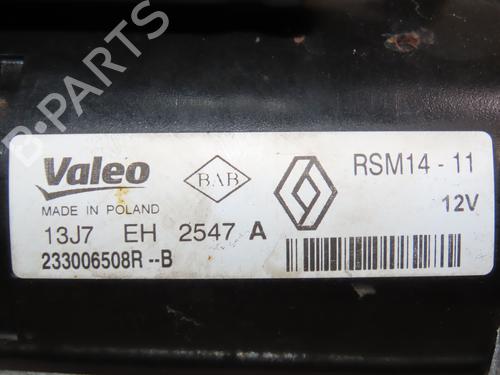 B-PARTS
Valeo
MADE IN POLAND
BAB
RSM14 - 11
12V
13J7 EH 2547 A
233006508R --B